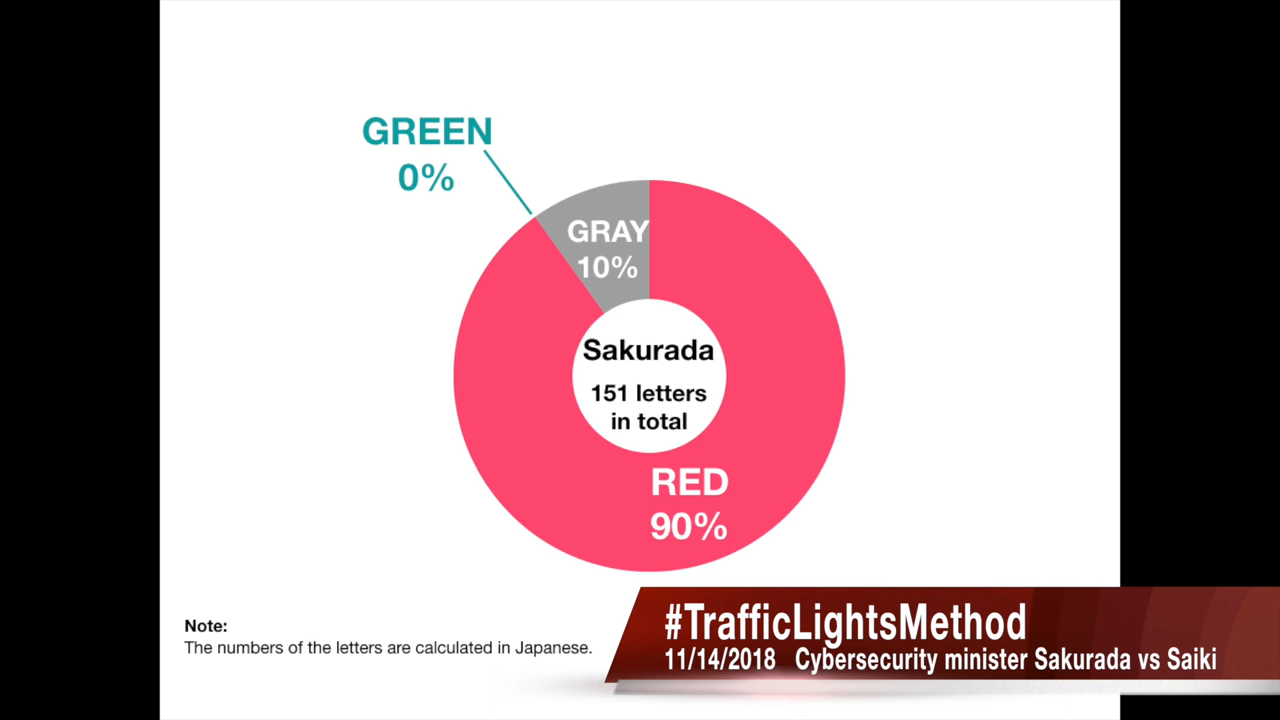 GREEN
0%
GRAY
10%
Sakurada
151 letters
in total
RED
90%
Note:
The numbers of the letters are calculated in Japanese.
#TrafficLightsMethod
11/14/2018 Cybersecurity minister Sakurada vs Saiki